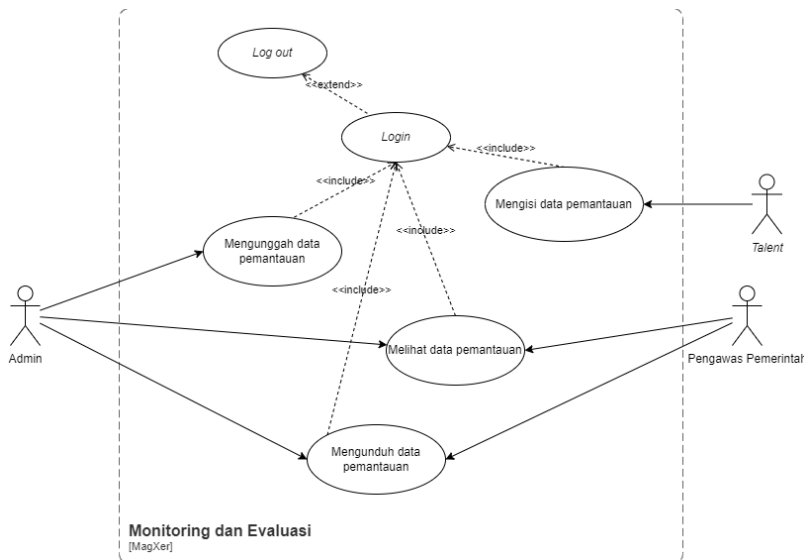 Log out
<<extend>>
Login
<<include>>
<<include>>
Mengisi data pemantauan
Talent
Mengunggah data
pemantauan
<<include>>
<<include>>
Admin
Melihat data pemantauan
Pengawas Pemerintah
Mengunduh data
pemantauan
Monitoring dan Evaluasi
[MagXer]